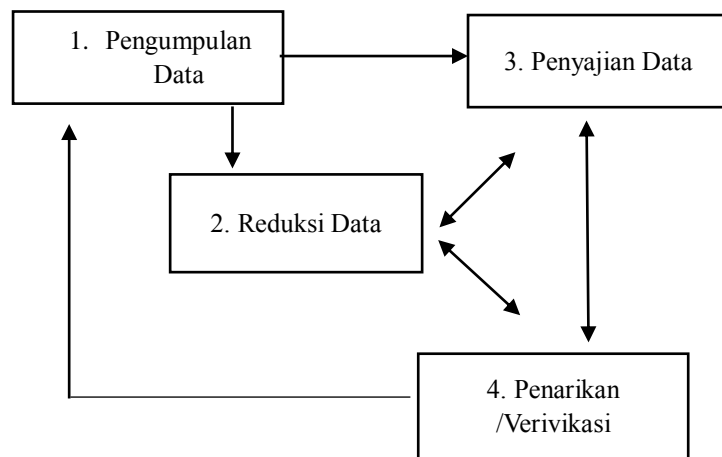 1. Pengumpulan
Data
3. Penyajian Data
2. Reduksi Data
4. Penarikan
/Verivikasi